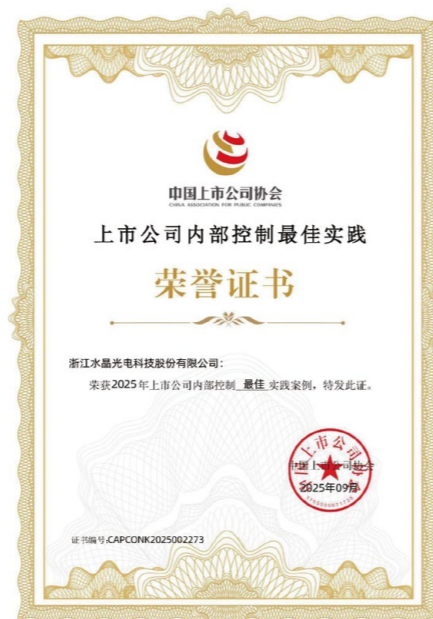 中国上市公司协会
CHINA ASSOCIATION FOR PUBLIC COMPANIES
上市公司内部控制最佳实践
荣誉证书
浙江水晶光电科技股份有限公司：
荣获2025年上市公司内部控制 最佳 实践案例，特发此证。
中国上市公司协会
中国上市公司协会
2025年09月
证书编号:CAPCONK2025002273